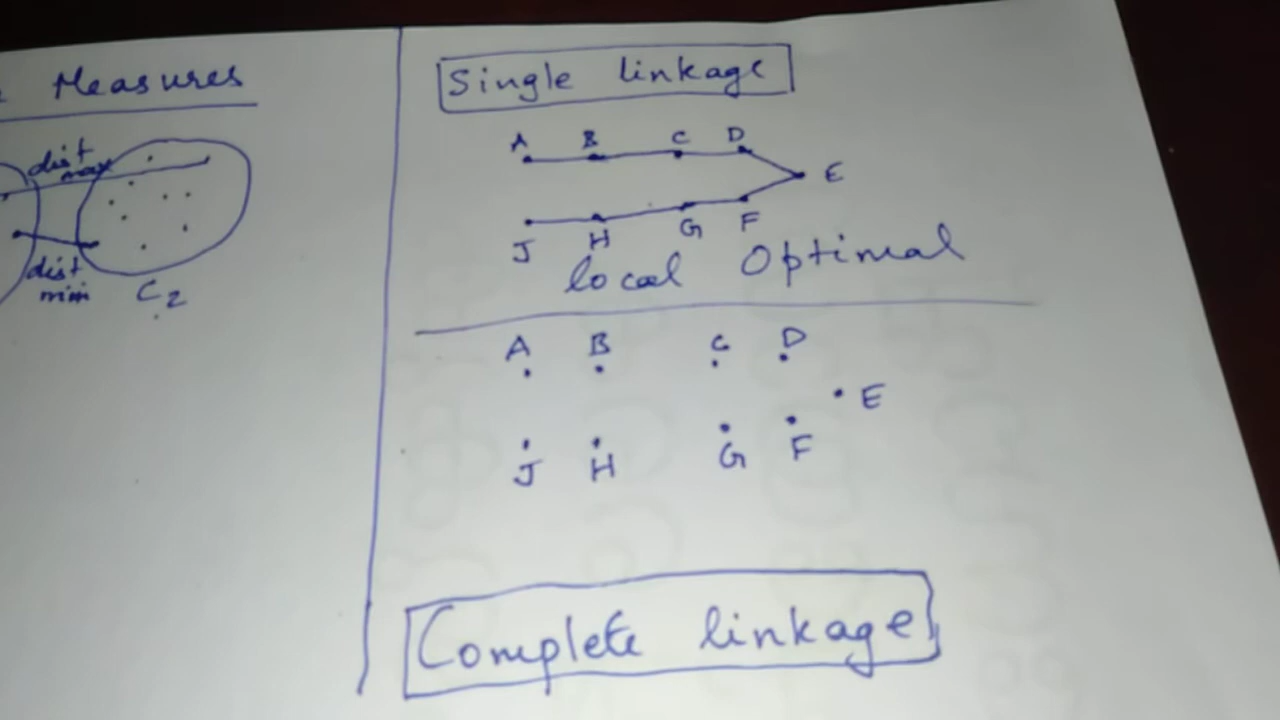 Measures
dist
max
dist
min
C2
Single linkage
A B C D
E
J H G F
local Optimal
A B C D
E
J H G F
Complete linkage